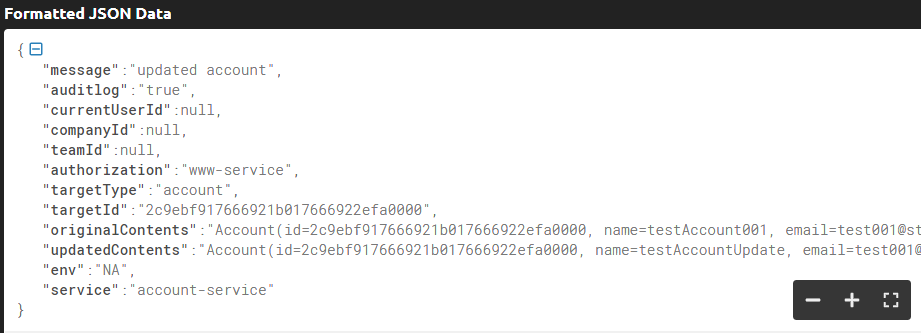 Formatted JSON Data
{
"message":"updated account",
"auditlog":"true",
"currentUserId":null,
"companyId":null,
"teamId":null,
"authorization":"www-service",
"targetType":"account",
"targetId":"2c9ebf917666921b017666922efa0000",
"originalContents":"Account(id=2c9ebf917666921b017666922efa0000, name=testAccount001, email=test001@st
"updatedContents":"Account(id=2c9ebf917666921b017666922efa0000, name=testAccountUpdate, email=test001@
"env":"NA",
"service":"account-service"
}